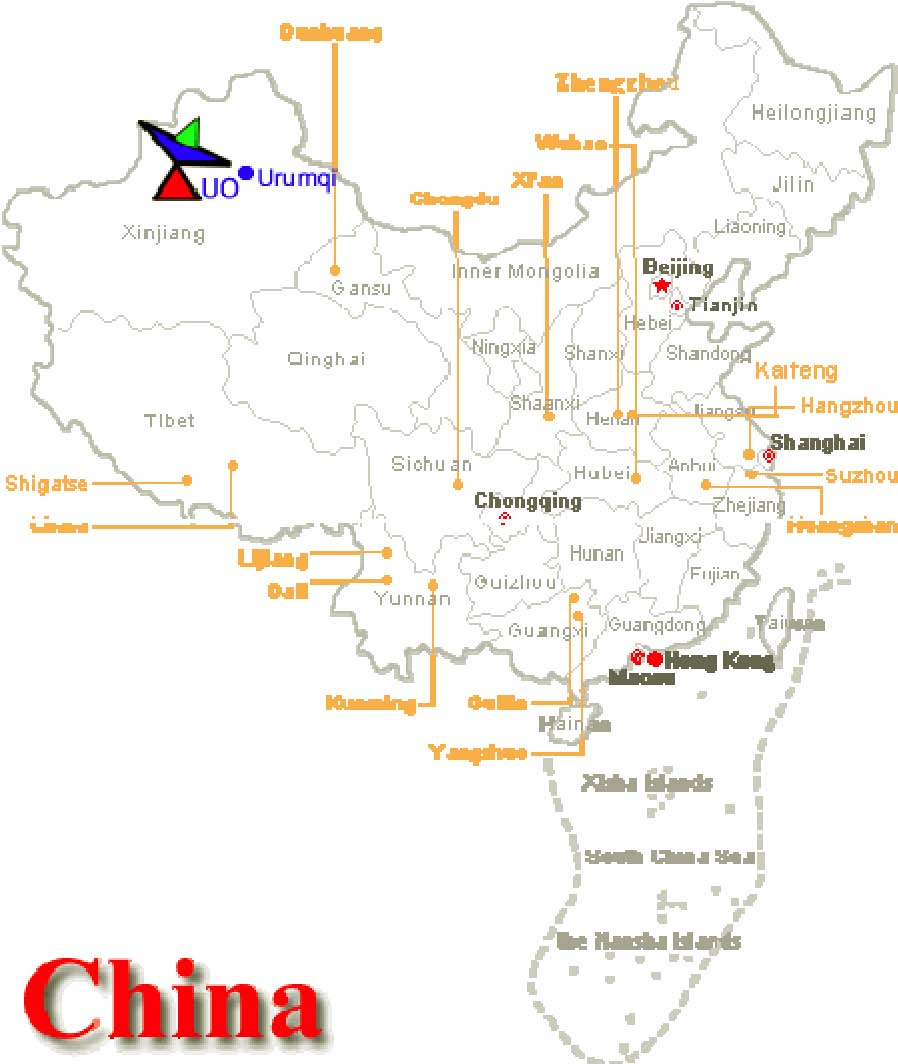 Dunhuang
Zhengzhou
Heilongjiang
Wuhan
UO
Urumqi
Xi'an
Jilin
Chengdu
Liaoning
Xinjiang
Inner Mongolia
Beijing
Gansu
Tianjin
Hebei
Ningxia
Shanxi
Shandong
Qinghai
Kaifeng
Shaanxi
Henan
Jiangsu
Hangzhou
Tibet
Shanghai
Sichuan
Hubei
Anhui
Suzhou
Shigatse
Chongqing
Zhejiang
Huangshan
Jiangxi
Lijiang
Hunan
Fujian
Dali
Guizhou
Yunnan
Guangxi
Guangdong
Taiwan
Hong Kong
Macau
Kunming
Guilin
Hainan
Yangshuo
Xisha Islands
South China Sea
The Nansha Islands
China